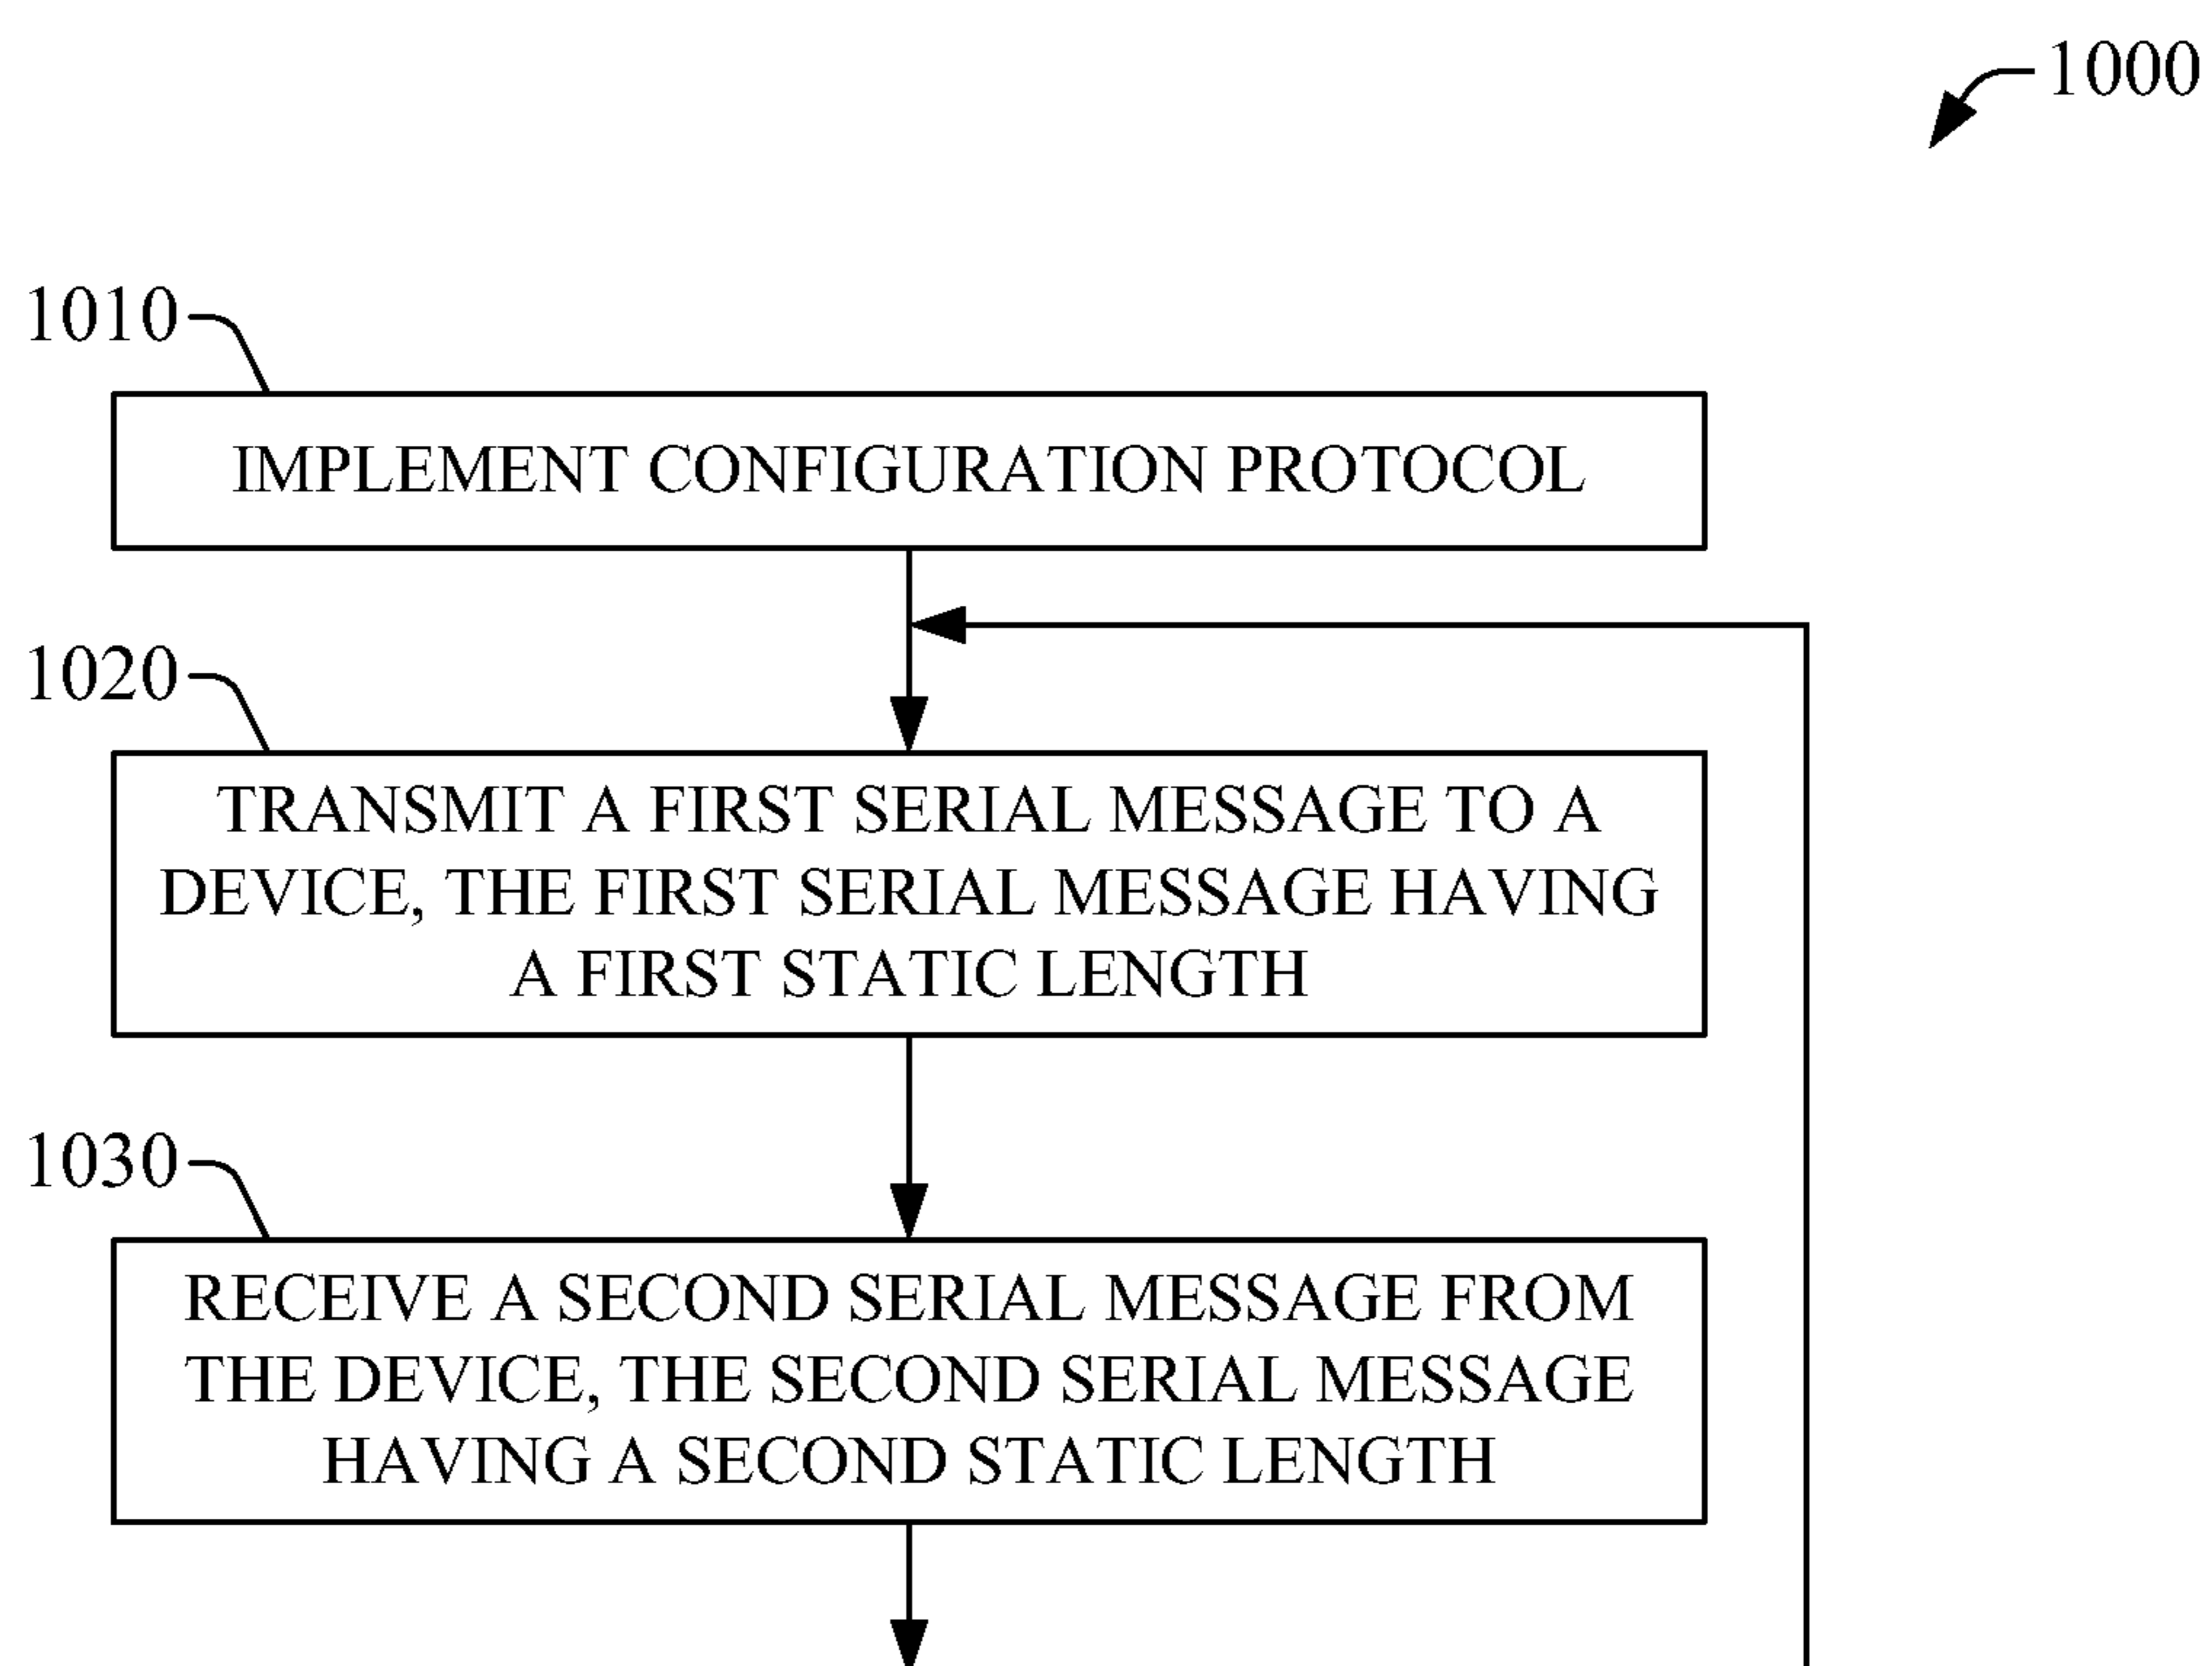 1000
1010
IMPLEMENT CONFIGURATION PROTOCOL
1020
TRANSMIT A FIRST SERIAL MESSAGE TO A
DEVICE, THE FIRST SERIAL MESSAGE HAVING
A FIRST STATIC LENGTH
1030
RECEIVE A SECOND SERIAL MESSAGE FROM
THE DEVICE, THE SECOND SERIAL MESSAGE
HAVING A SECOND STATIC LENGTH